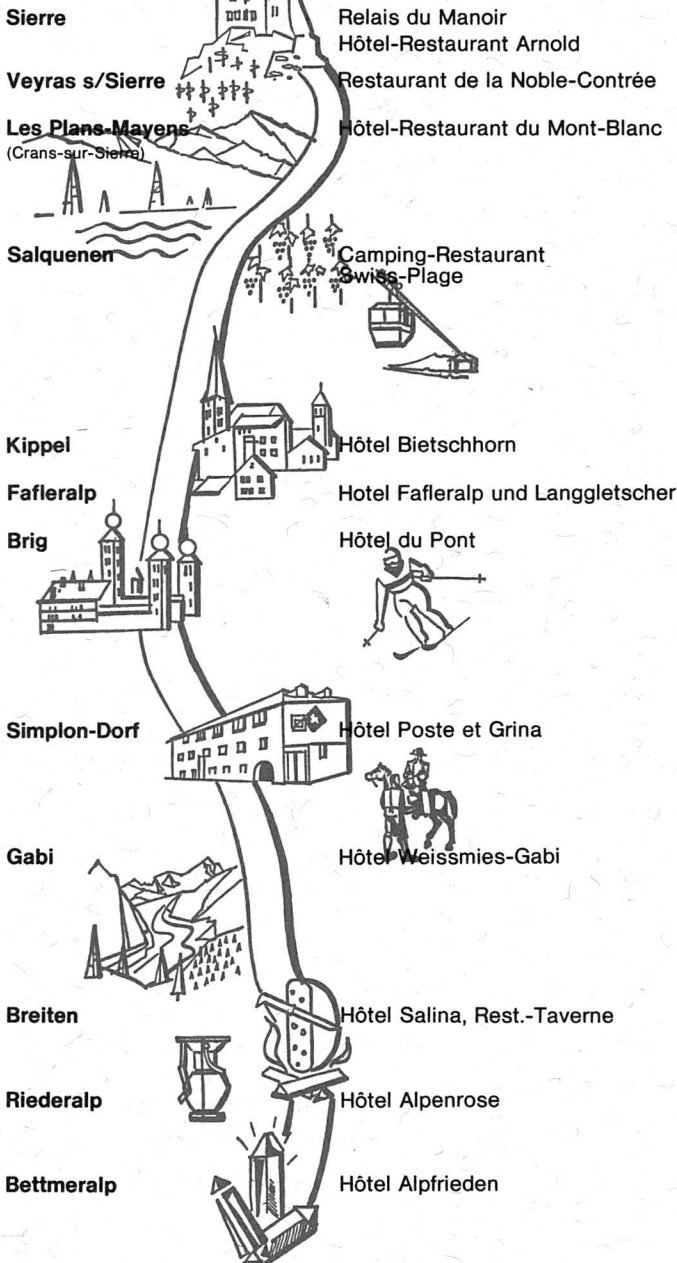 Sierre Relais du Manoir
Hôtel-Restaurant Arnold
Veyras s/Sierre Restaurant de la Noble-Contrée
Les Plans-Mayens Hôtel-Restaurant du Mont-Blanc
(Crans-sur-Sierre)
Salquenen Camping-Restaurant
Swiss-Plage
Kippel Hôtel Bietschhorn
Fafleralp Hotel Fafleralp und Langgletscher
Brig Hôtel du Pont
Simplon-Dorf Hôtel Poste et Grina
Gabi Hôtel Weissmies-Gabi
Breiten Hôtel Salina, Rest.-Taverne
Riederalp Hôtel Alpenrose
Bettmeralp Hôtel Alpfrieden